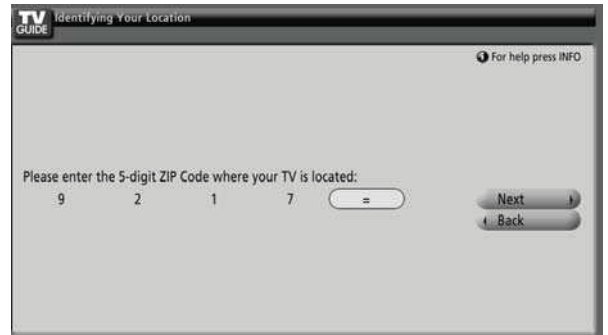 TV
GUIDE
Identifying Your Location
For help press INFO
Please enter the 5-digit ZIP Code where your TV is located:
9 2 1 7 =
Next
Back